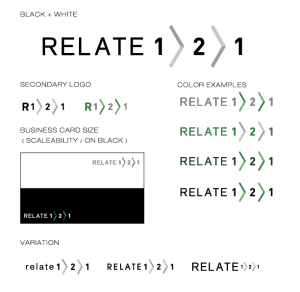 BLACK + WHITE
RELATE 1〉2〉1
SECONDARY LOGO
R1〉2〉1 R1〉2〉1
COLOR EXAMPLES
RELATE 1〉2〉1
RELATE 1〉2〉1
RELATE 1〉2〉1
RELATE 1〉2〉1
BUSINESS CARD SIZE
( SCALEABILITY / ON BLACK )
RELATE 1〉2〉1
RELATE 1〉2〉1
VARIATION
relate 1〉2〉1 RELATE 1〉2〉1 RELATE 1〉2〉1